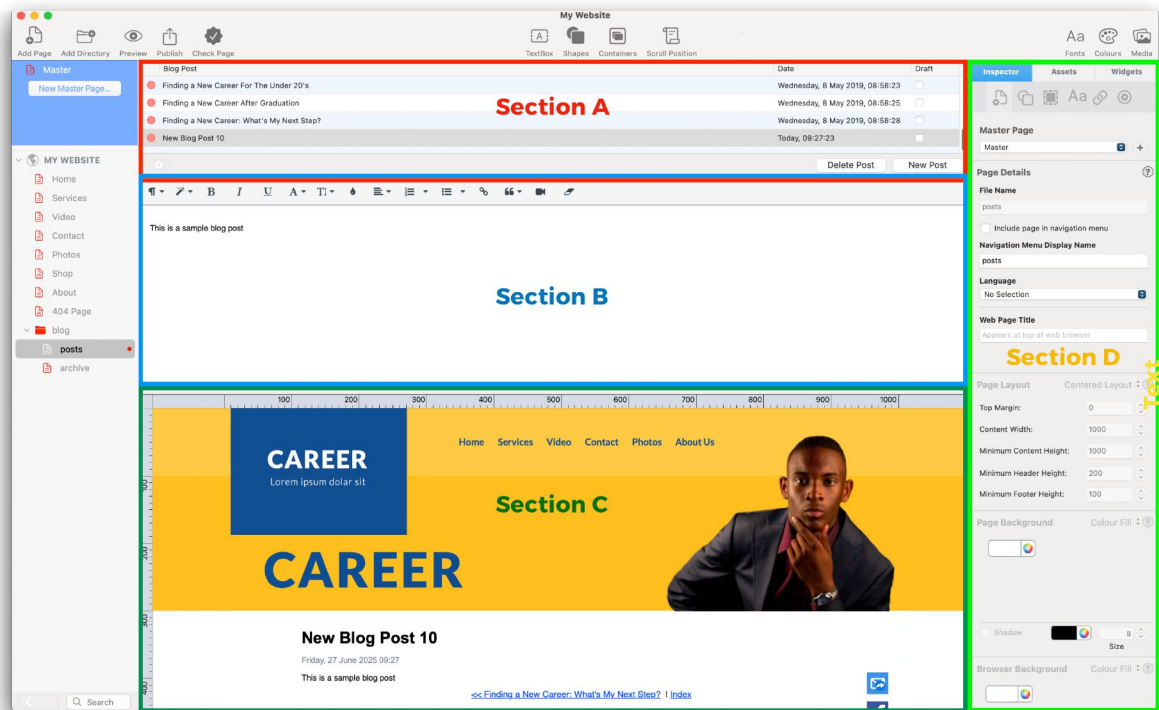 My Website
Add Page Add Directory Preview Publish Check Page
TextBox Shapes Containers Scroll Position
Fonts Colours Media
Master
New Master Page...
MY WEBSITE
Home
Services
Video
Contact
Photos
Shop
About
404 Page
blog
posts
archive
Search
Blog Post Date Draft
Finding a New Career For The Under 20's Wednesday, 8 May 2019, 08:58:23
Finding a New Career After Graduation Wednesday, 8 May 2019, 08:58:25
Finding a New Career: What's My Next Step? Wednesday, 8 May 2019, 08:58:28
New Blog Post 10 Today, 09:27:23
Section A
Delete Post New Post
B I U A T
This is a sample blog post
Section B
100 200 300 400 500 600 700 800 900 1000
100
200
300
400
CAREER
Lorem ipsum dolar sit
Home Services Video Contact Photos About Us
Section C
CAREER
New Blog Post 10
Friday, 27 June 2025 09:27
This is a sample blog post
<< Finding a New Career: What's My Next Step? | Index
Inspector Assets Widgets
Aa
Master Page
Master
Page Details
File Name
posts
Include page in navigation menu
Navigation Menu Display Name
posts
Language
No Selection
Web Page Title
Appears at top of web browser
Section D
Text
Page Layout Centered Layout
Top Margin: 0
Content Width: 1000
Minimum Content Height: 1000
Minimum Header Height: 200
Minimum Footer Height: 100
Page Background Colour Fill
Shadow 8
Size
Browser Background Colour Fill